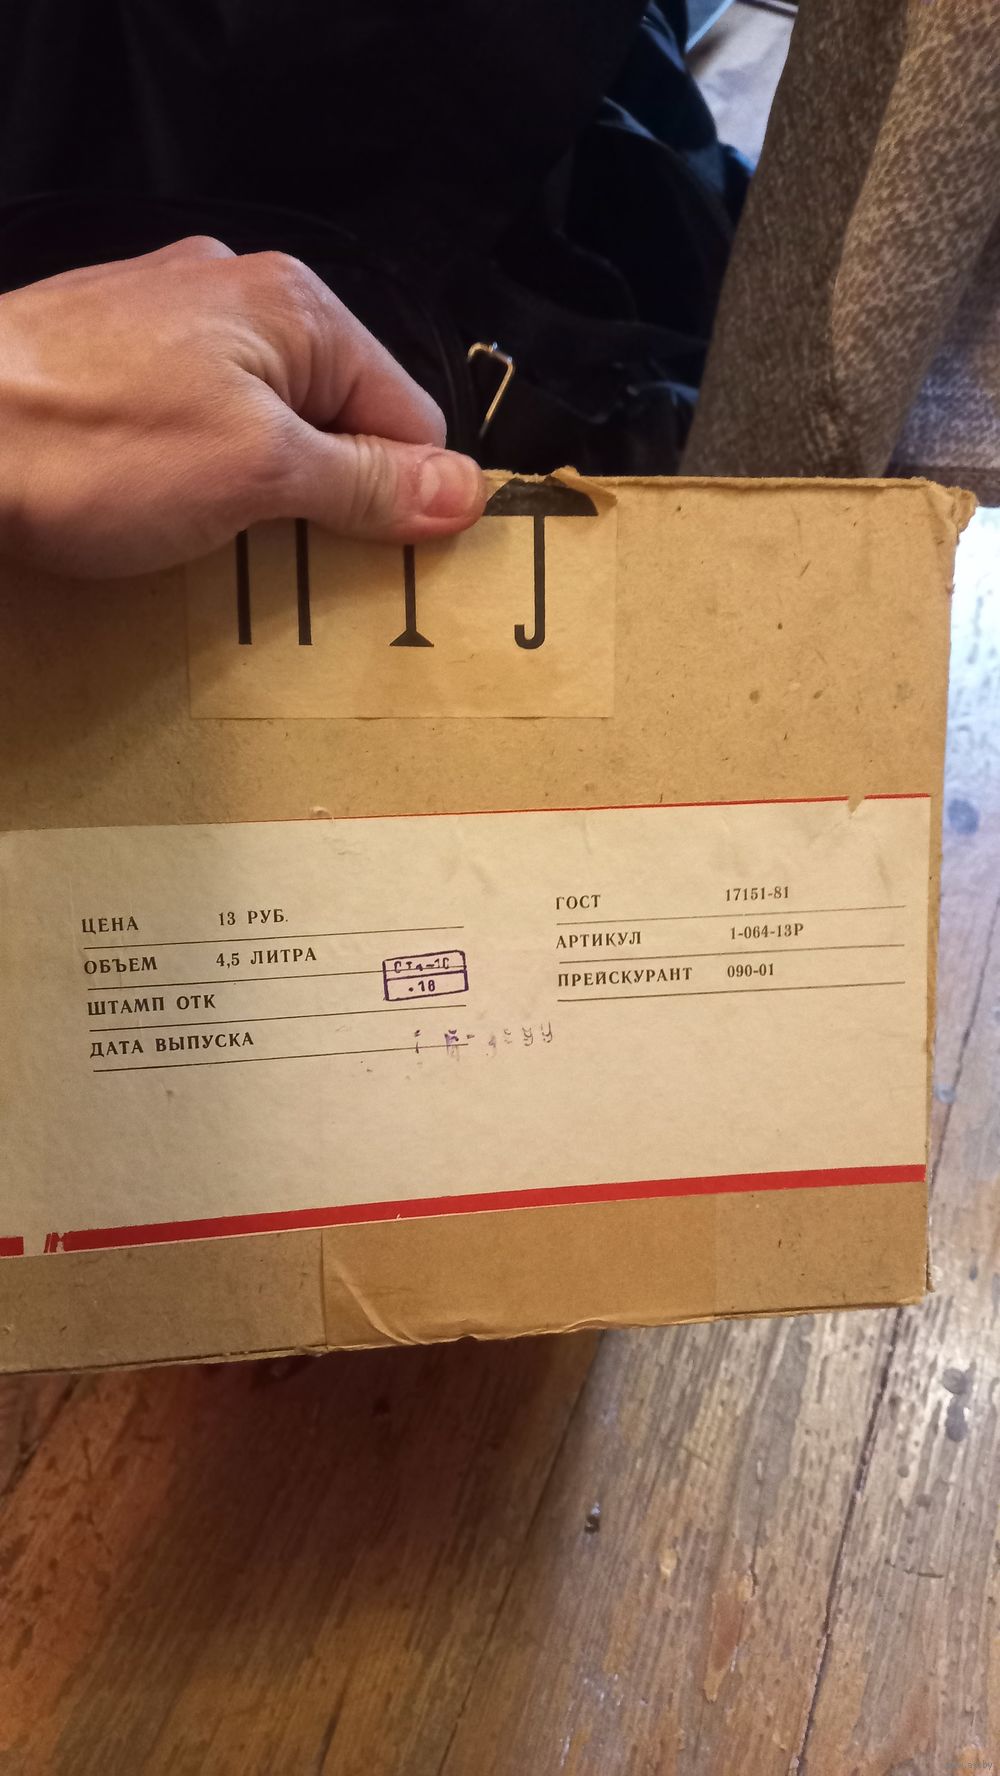 ЦЕНА 13 РУБ.
ОБЪЕМ 4,5 ЛИТРА
ШТАМП ОТК
ДАТА ВЫПУСКА
ГОСТ 17151-81
АРТИКУЛ 1-064-13Р
ПРЕЙСКУРАНТ 090-01